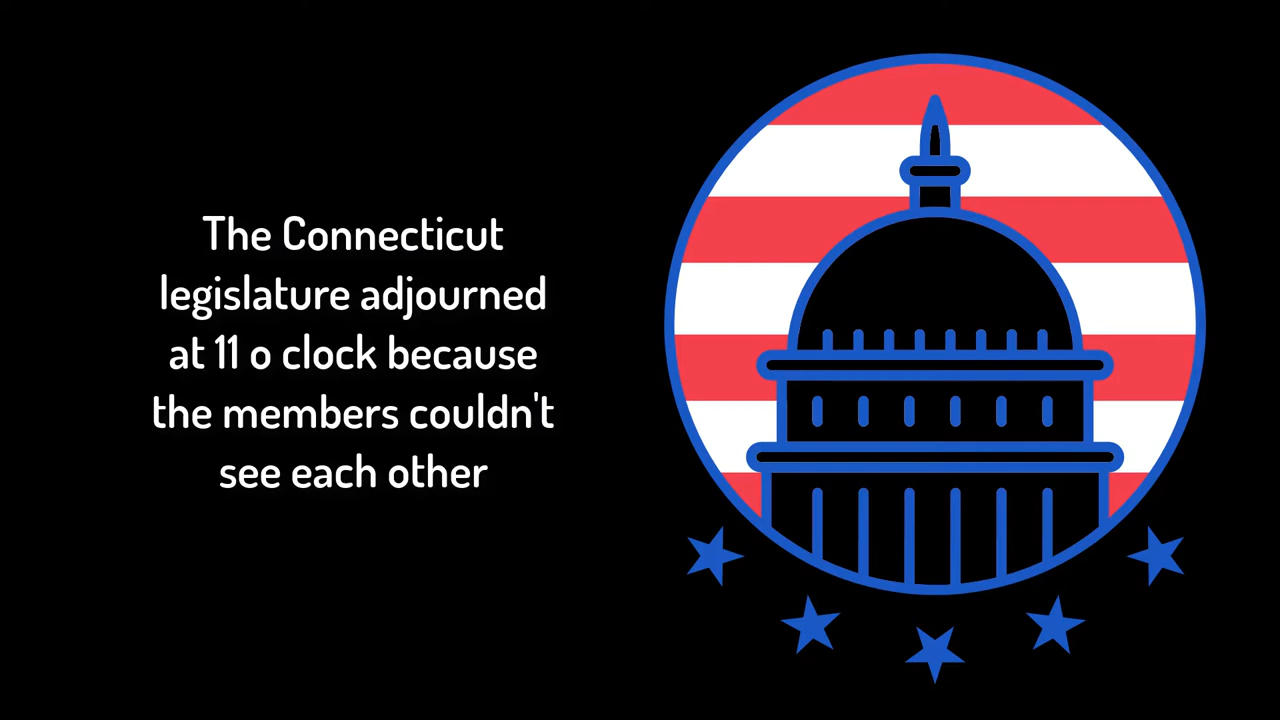 The Connecticut
legislature adjourned
at 11 o clock because
the members couldn't
see each other